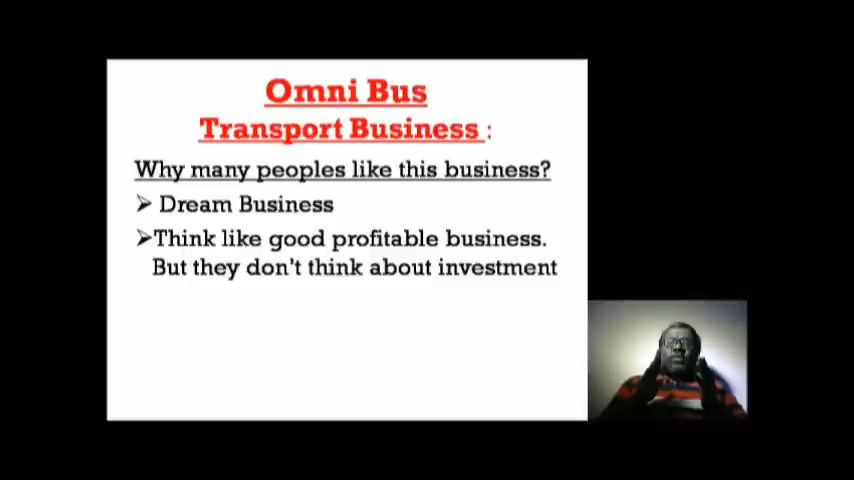 Omni Bus
Transport Business :
Why many peoples like this business?
➢ Dream Business
➢Think like good profitable business.
But they don't think about investment